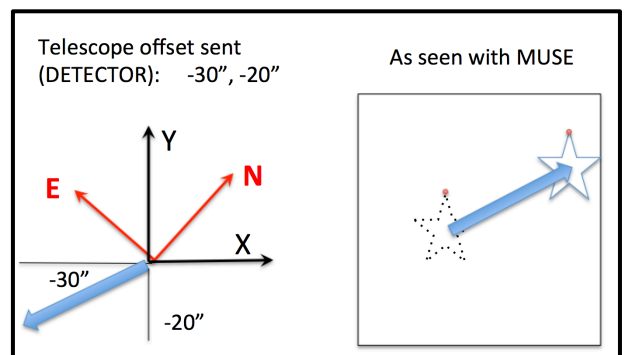 Telescope offset sent
(DETECTOR): -30”, -20”
As seen with MUSE
Y
E
N
X
-30”
-20”